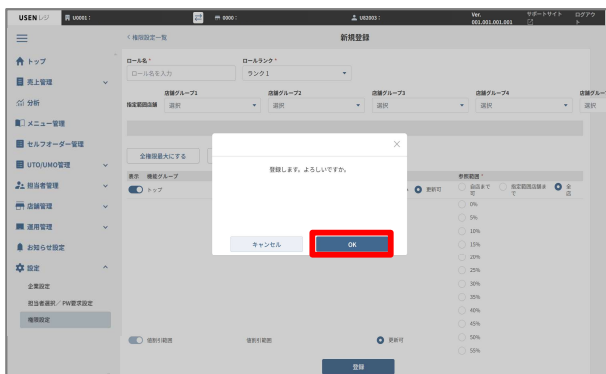 USEN レジ U0001： 0000： U82003： Ver. 001.001.001.001 サポートサイト ログアウト
＜権限設定一覧 新規登録
トップ
売上管理
分析
メニュー管理
セルフオーダー管理
UTO/UMO管理
担当者管理
店舗管理
運用管理
お知らせ設定
設定
企業設定
担当者選択／PW要求設定
権限設定
ロール名* ロールランク*
ロール名を入力 ランク1
店舗グループ1 店舗グループ2 店舗グループ3 店舗グループ4
指定範囲店舗 選択 選択 選択 選択 選択
全権限最大にする
登録します。よろしいですか。
キャンセル OK
表示 機能グループ 参照範囲*
トップ 更新可 自店まで可 指定範囲店舗まで 全店
0%
5%
10%
15%
20%
25%
30%
35%
40%
45%
値割引範囲 値割引範囲 更新可 50%
55%
登録